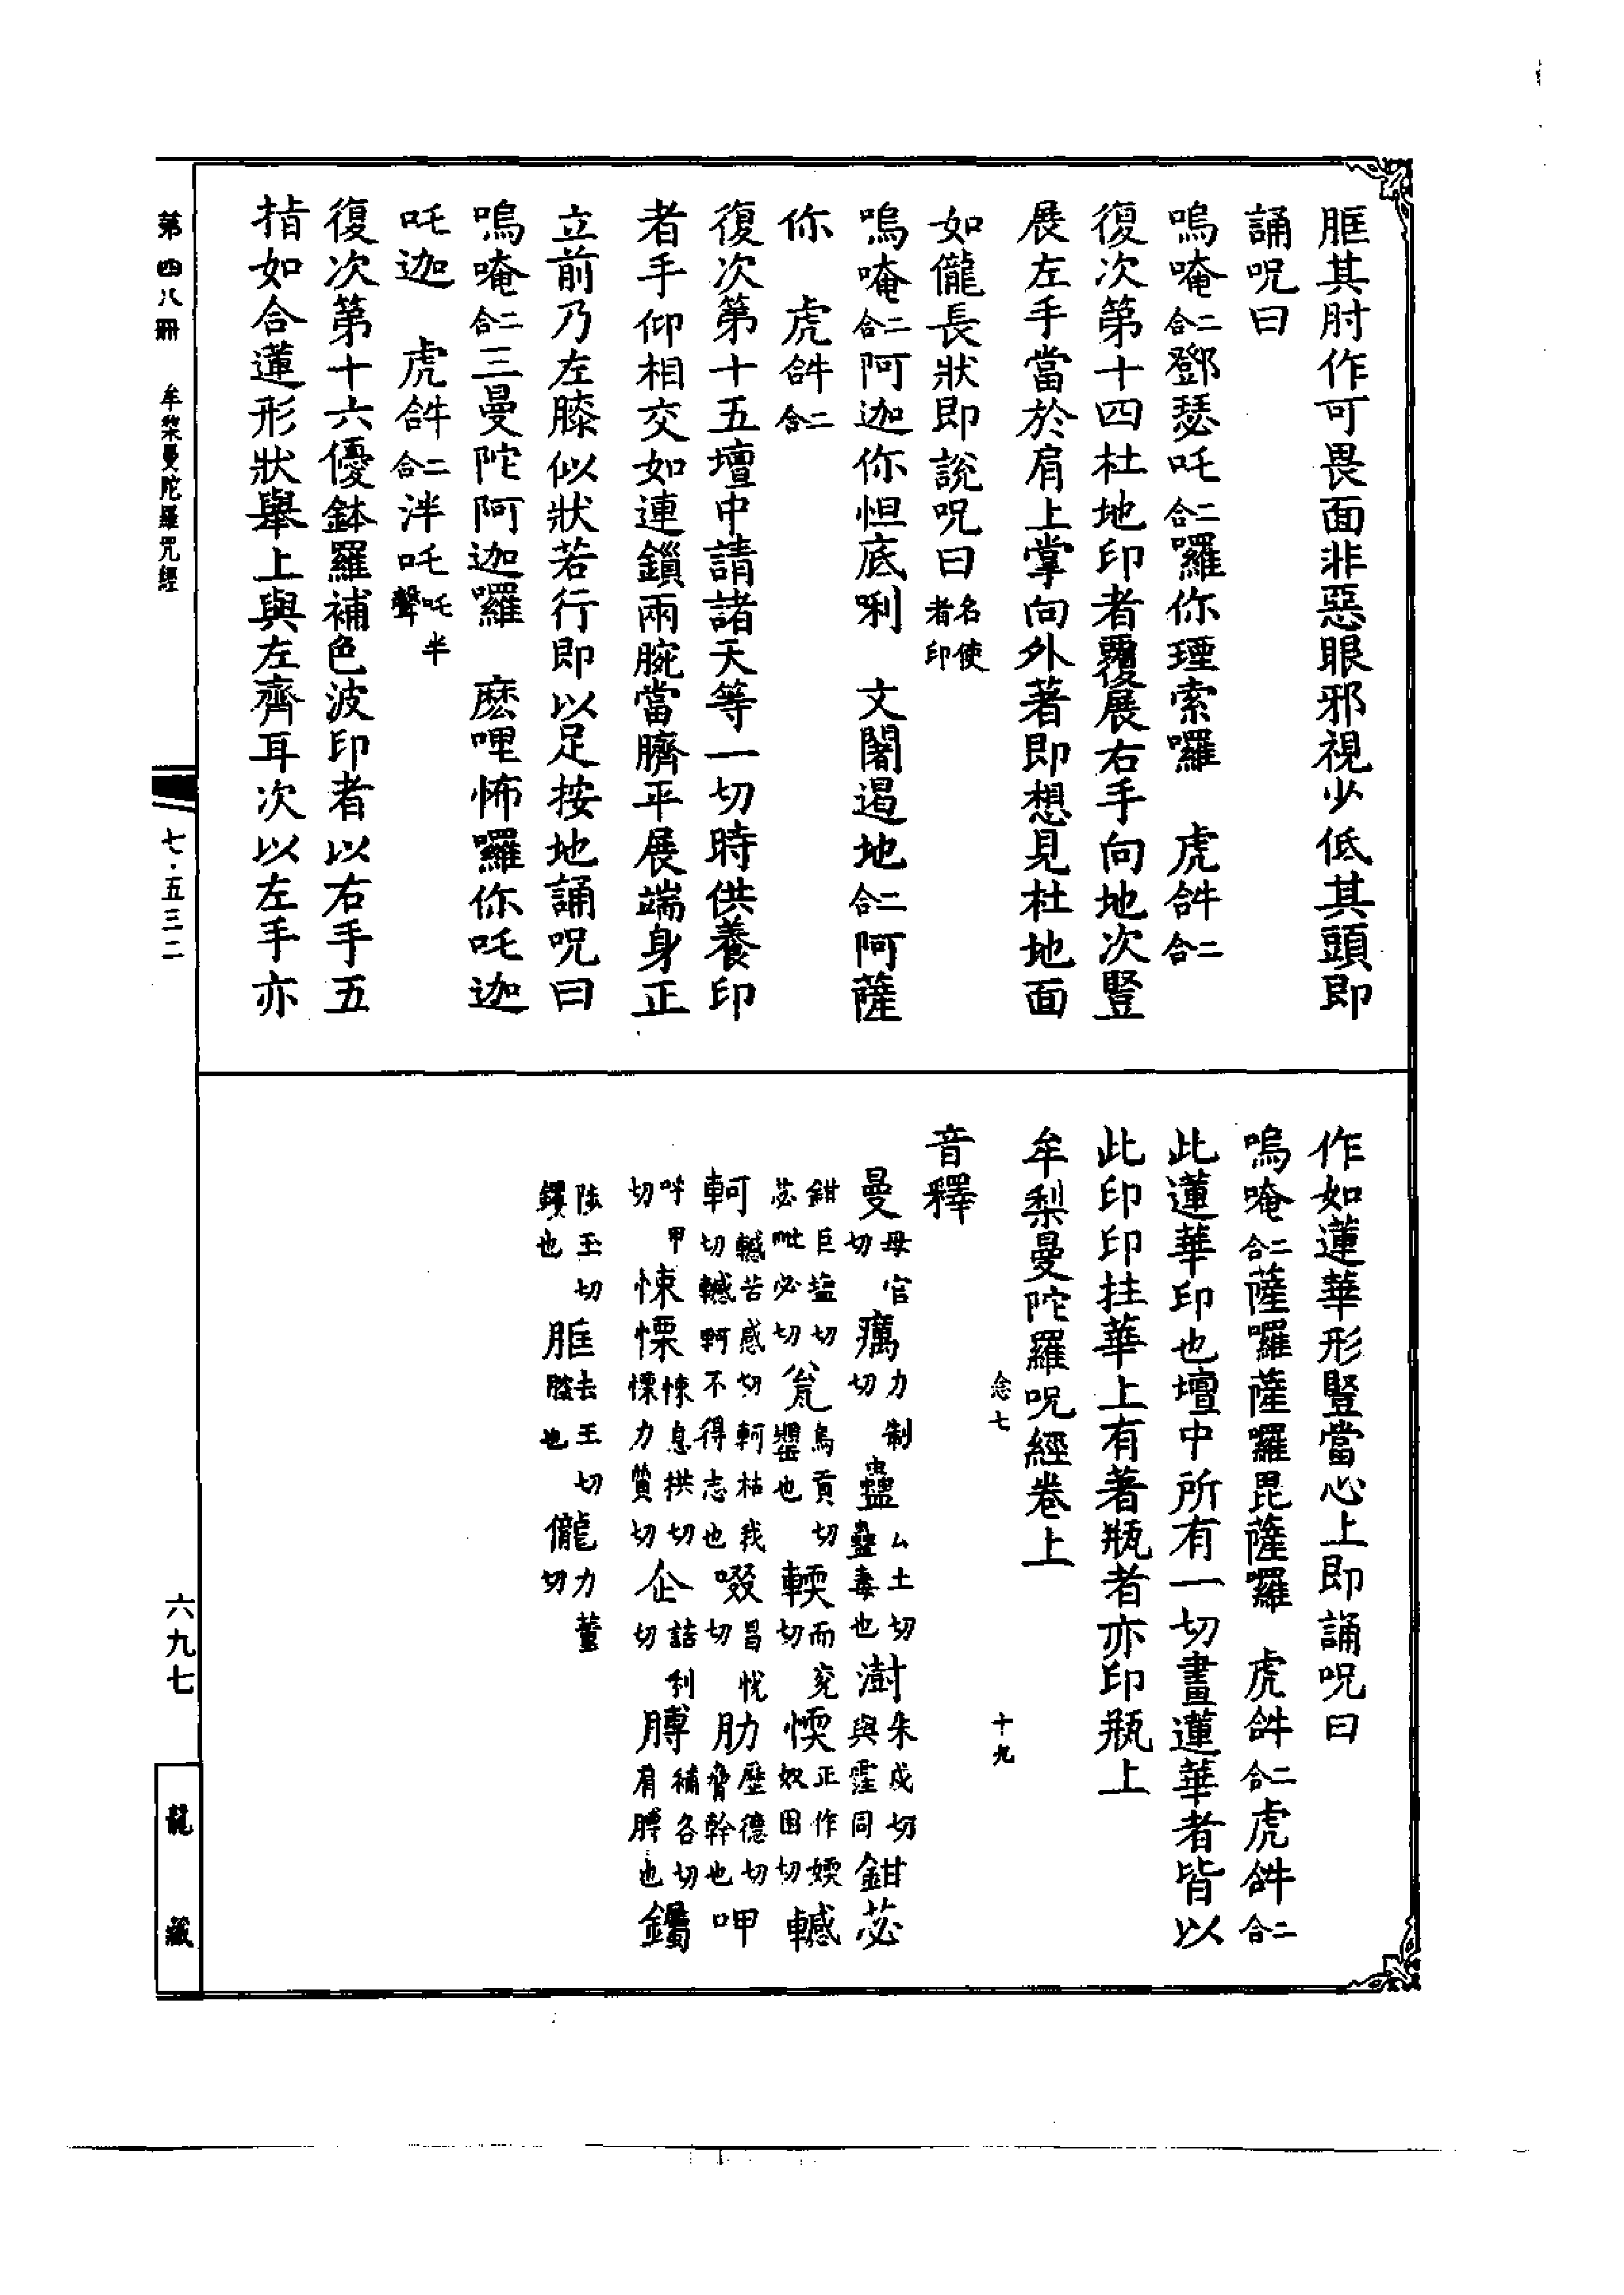 胵其肘作可畏面非惡眼邪視少低其頭即
誦呪曰
嗚唵二合鄧瑟吒二合囉你瑾索囉　虎𤙖二合
復次第十四杜地印者覆展右手向地次豎
展左手當於肩上掌向外著即想見杜地面
如儱長狀即說呪曰名使者印
嗚唵二合阿迦你怛底唎　文闍遏地二合阿薩
你　虎𤙖二合
復次第十五壇中請諸天等一切時供養印
者手仰相交如連鎖兩腕當臍平展端身正
立前乃左膝似狀若行即以足按地誦呪曰
嗚唵二合三曼陀阿迦囉　麽哩怖囉你吒迦
吒迦　虎𤙖二合泮吒吒半聲
復次第十六優鉢羅補色波印者以右手五
指如合蓮形狀舉上與左齊耳次以左手亦
作如蓮華形豎當心上即誦呪曰
嗚唵二合薩囉薩囉毘薩囉　虎𤙖二合虎𤙖二合
此蓮華印也壇中所有一切畫蓮華者皆以
此印印拄華上有著瓶者亦印瓶上
牟梨曼陀羅呪經卷上
念七　十九
音釋
曼母官切　癘力制切　蠱公土切蠱毒也　澍朱戍切與霔同　鉗苾
鉗巨鹽切苾毗必切　瓮烏貢切罌也　輭而兗切　愞正作㛮奴困切　轗
軻轗苦感切軻枯我切轗軻不得志也　啜昌悅切　肋歷德切脅幹也　呷
呼甲切　悚慄悚息拱切慄力質切　企詰利切　膊補各切肩膊也　钃
陟玉切钁也　胵去王切腔也　儱力董切
第四八冊　牟梨曼陀羅咒經　七·五三二　六九七　龍藏